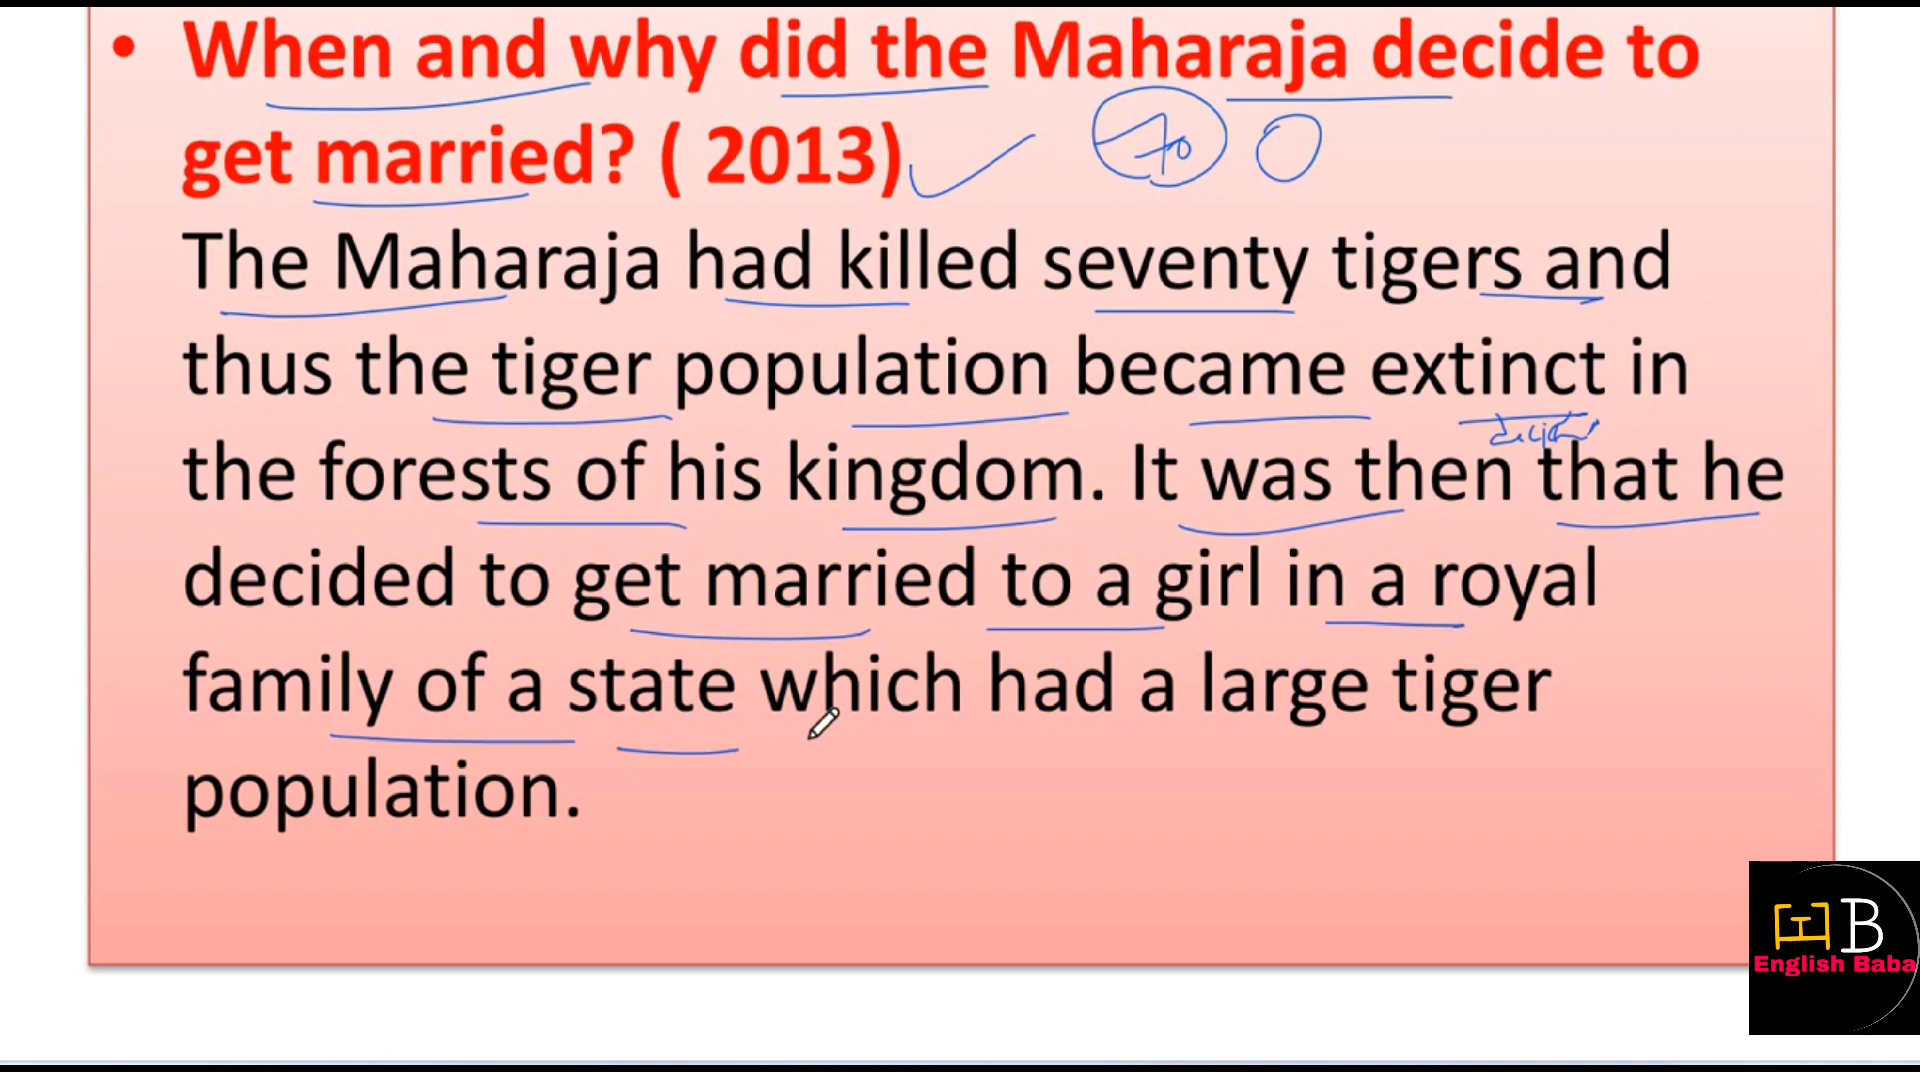 • When and why did the Maharaja decide to
get married? ( 2013)
70 0
The Maharaja had killed seventy tigers and
thus the tiger population became extinct in
the forests of his kingdom. It was then that he
decided to get married to a girl in a royal
family of a state which had a large tiger
population.
EB
English Baba